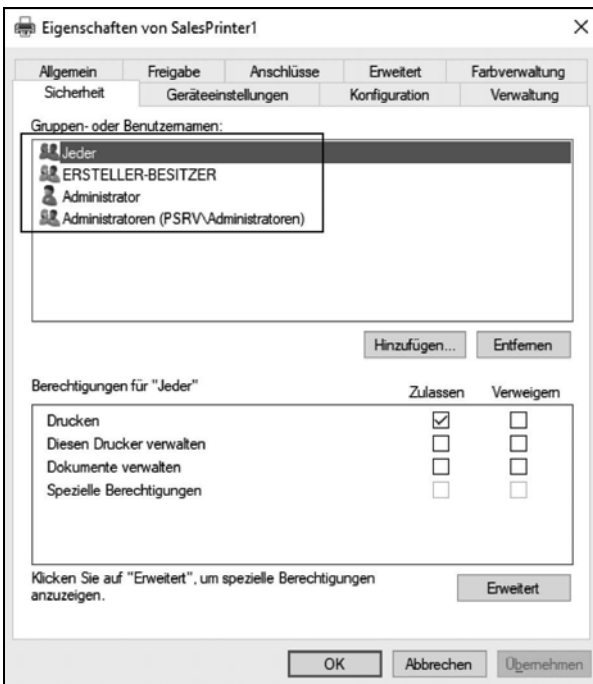 Eigenschaften von SalesPrinter1
Allgemein Freigabe Anschlüsse Erweitert Farbverwaltung
Sicherheit Geräteeinstellungen Konfiguration Verwaltung
Gruppen- oder Benutzernamen:
Jeder
ERSTELLER-BESITZER
Administrator
Administratoren (PSRV\Administratoren)
Hinzufügen... Entfernen
Berechtigungen für "Jeder" Zulassen Verweigern
Drucken
Diesen Drucker verwalten
Dokumente verwalten
Spezielle Berechtigungen
Klicken Sie auf "Erweitert", um spezielle Berechtigungen
anzuzeigen.
Erweitert
OK Abbrechen Übernehmen